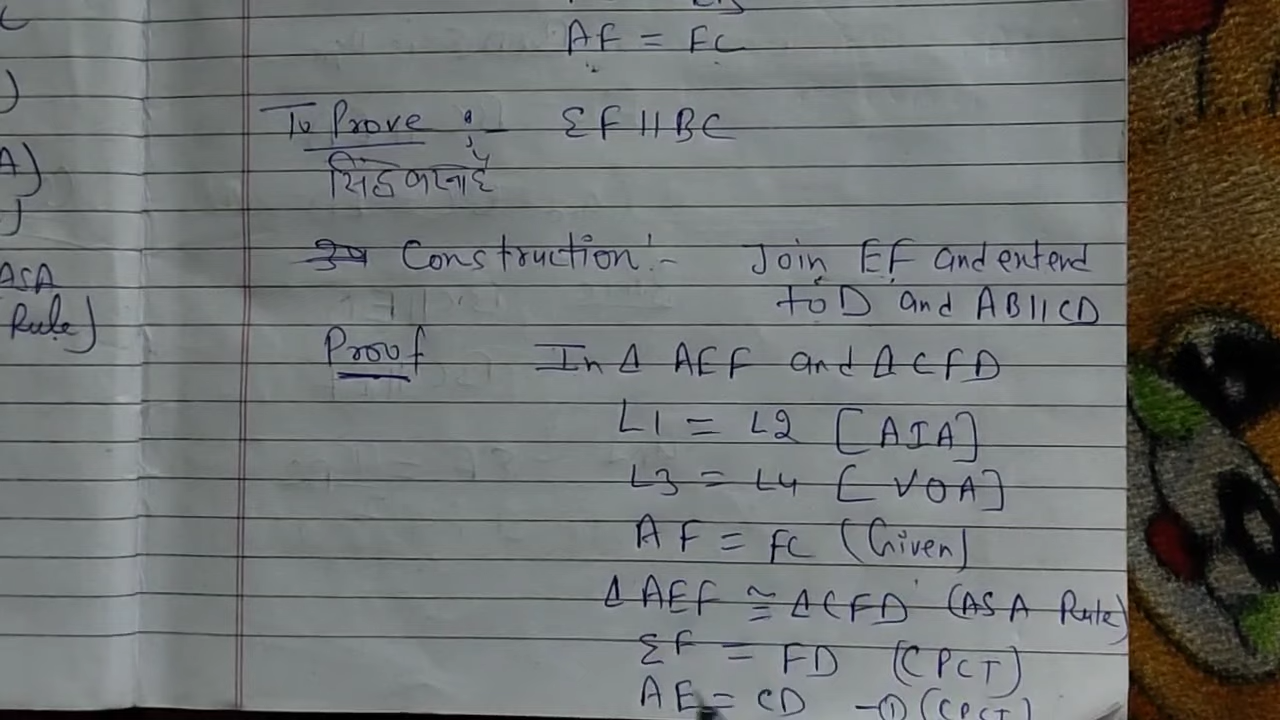 AF = FC
To Prove :- EF || BC
सिद्ध करना है
Construction :- Join EF and extend
to D and AB || CD
Proof In Δ AEF and Δ CFD
∠1 = ∠2 [AIA]
∠3 = ∠4 [VOA]
AF = FC (Given)
Δ AEF ≅ Δ CFD (ASA Rule)
EF = FD (CPCT)
AE = CD -① (CPCT)
A)
ASA
Rule)